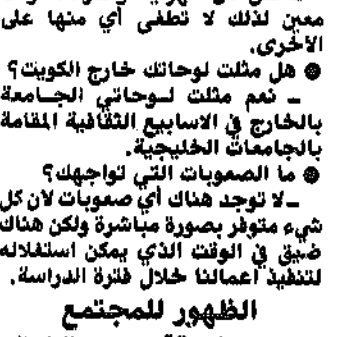 معين لذلك لا تطغى أي منها على
الاخرى.
● هل مثلت لوحاتك خارج الكويت؟
ـ نعم مثلت لوحاتي الجامعة
بالخارج في الاسابيع الثقافية المقامة
بالجامعات الخليجية.
● ما الصعوبات التي تواجهك؟
ـ لا توجد هناك أي صعوبات لان كل
شيء متوفر بصورة مباشرة ولكن هناك
ضيق في الوقت الذي يمكن استغلاله
لتنفيذ اعمالنا خلال فترة الدراسة.
الظهور للمجتمع